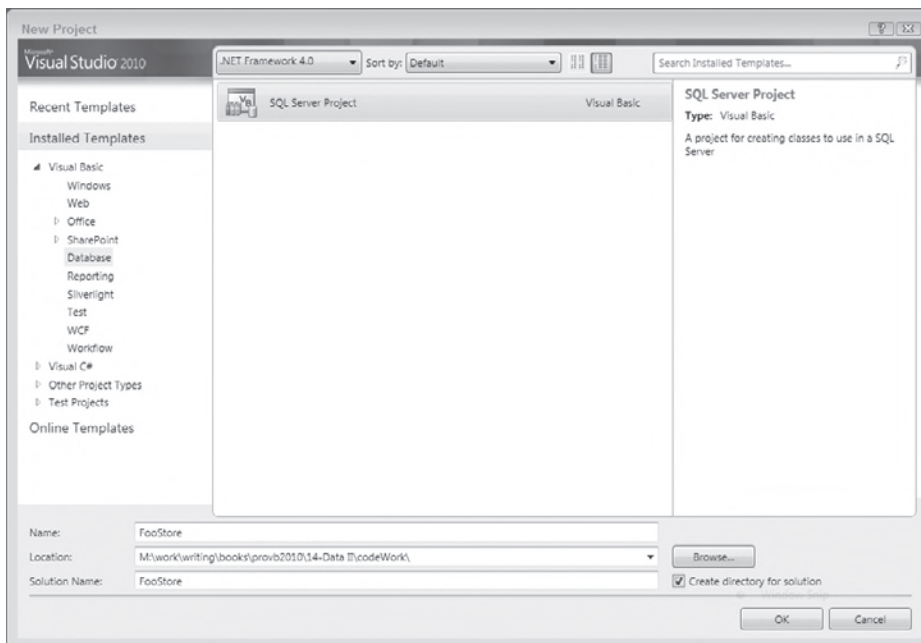 New Project
Microsoft
Visual Studio 2010
.NET Framework 4.0
Sort by: Default
Search Installed Templates...
Recent Templates
Installed Templates
Visual Basic
Windows
Web
Office
SharePoint
Database
Reporting
Silverlight
Test
WCF
Workflow
Visual C#
Other Project Types
Test Projects
Online Templates
VB SQL Server Project Visual Basic
SQL Server Project
Type: Visual Basic
A project for creating classes to use in a SQL
Server
Name: FooStore
Location: M:\work\writing\books\provb2010\14-Data II\codeWork\
Browse...
Solution Name: FooStore
Create directory for solution
Window Snip
OK Cancel